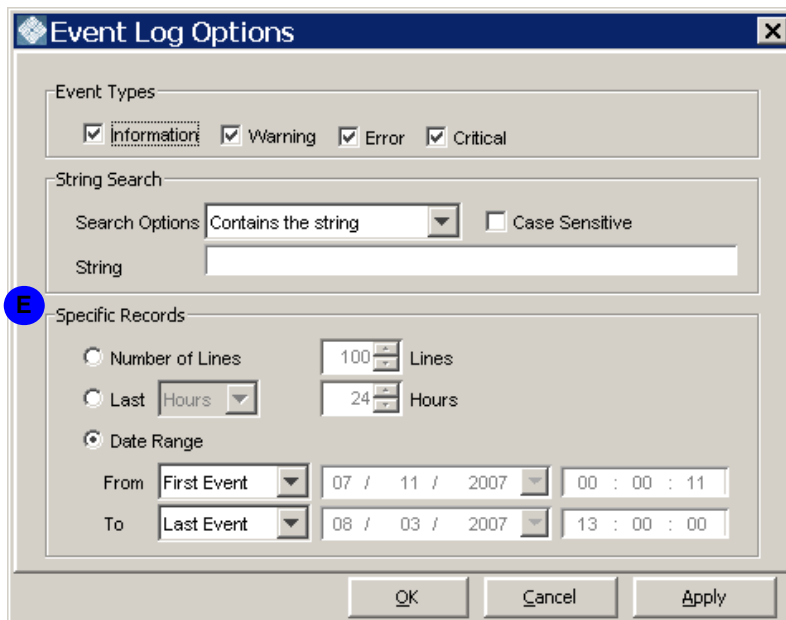 Event Log Options
Event Types
Information Warning Error Critical
String Search
Search Options Contains the string Case Sensitive
String
E
Specific Records
Number of Lines 100 Lines
Last Hours 24 Hours
Date Range
From First Event 07 / 11 / 2007 00 : 00 : 11
To Last Event 08 / 03 / 2007 13 : 00 : 00
OK Cancel Apply